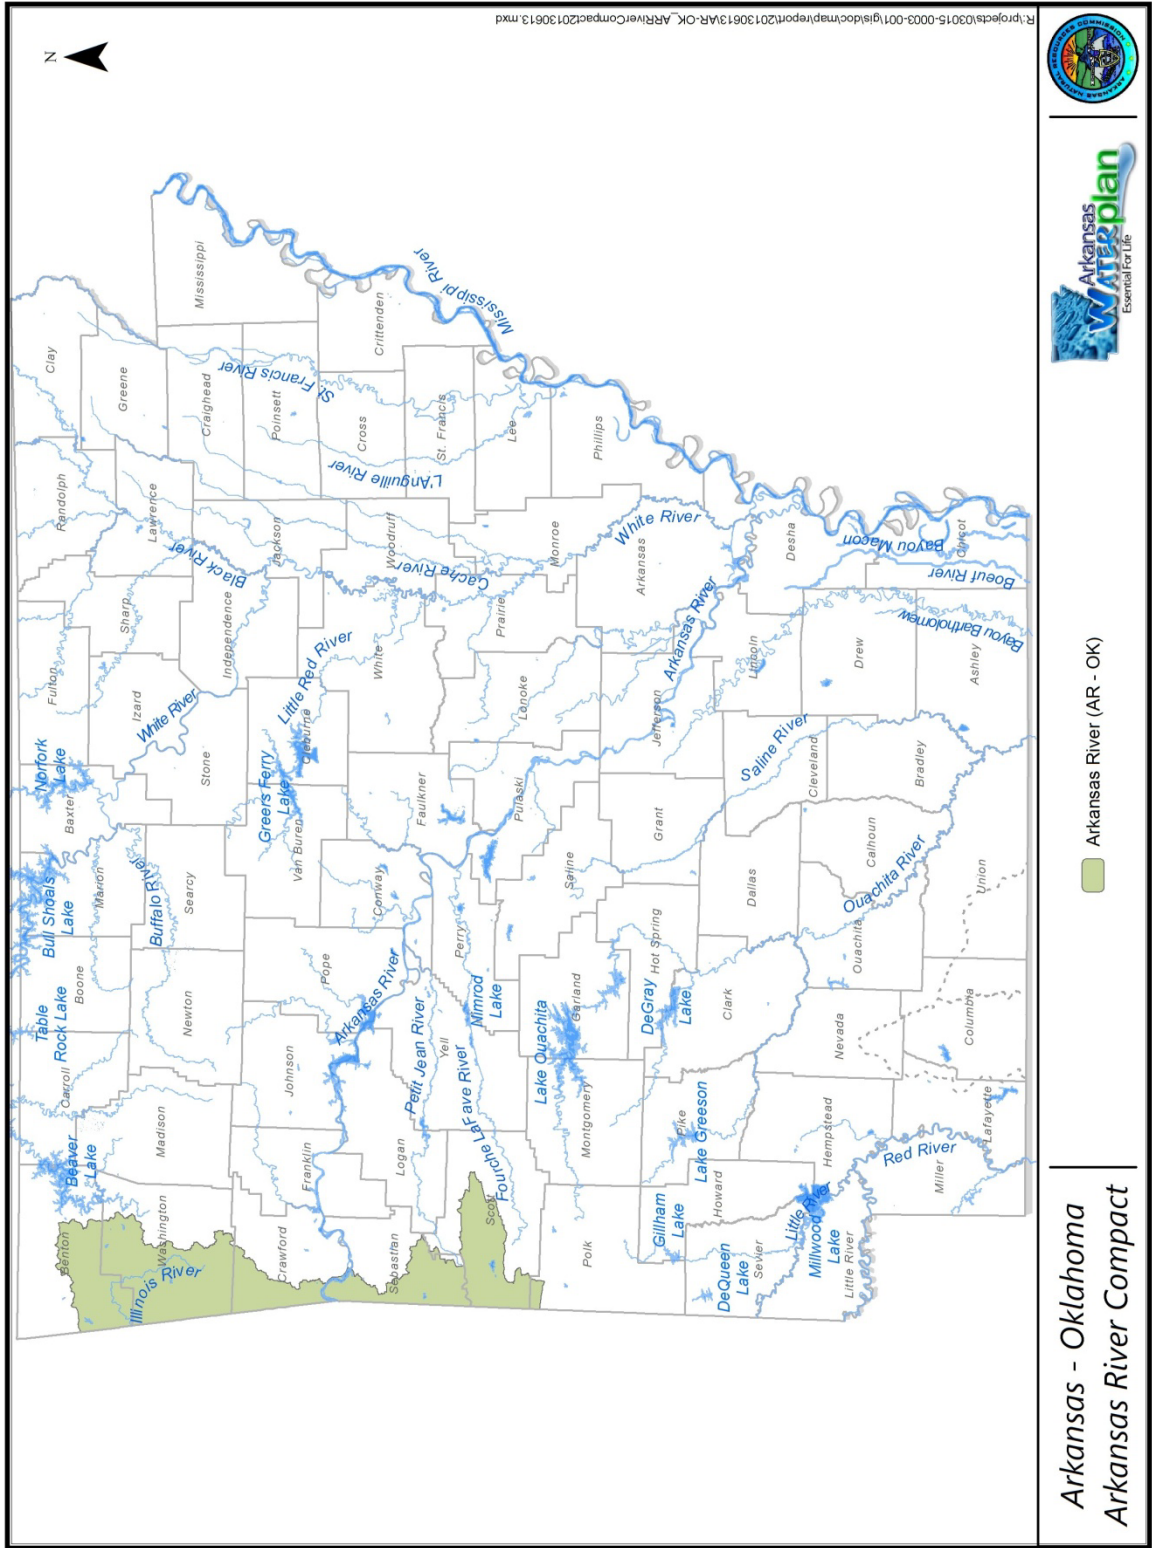 R:\projects\03015-0003-001\gis\doc\map\report\20130613\AR-OK_ARRiverCompact20130613.mxd
N
Benton
Beaver
Lake
Carroll
Table
Rock Lake
Boone
Bull Shoals
Lake
Marion
Baxter
Norfork
Lake
Fulton
Randolph
Clay
Washington
Illinois River
Madison
Newton
Searcy
Buffalo River
Stone
White River
Izard
Sharp
Lawrence
Black River
Greene
Craighead
Mississippi
Crawford
Franklin
Johnson
Pope
Van Buren
Greers Ferry
Lake
Cleburne
Little Red River
Independence
Jackson
Poinsett
St. Francis River
Crittenden
Mississippi River
Sebastian
Logan
Arkansas River
Conway
Faulkner
White
Woodruff
Cache River
Cross
L'Anguille River
St. Francis
Lee
Scott
Yell
Petit Jean River
Fourche LaFave River
Perry
Nimrod
Lake
Pulaski
Lonoke
Prairie
Monroe
Phillips
Polk
Montgomery
Lake Ouachita
Garland
Saline
Hot Spring
DeGray
Lake
Grant
Jefferson
Arkansas River
Arkansas
White River
Gillham
Lake
Howard
Pike
Lake Greeson
Clark
Dallas
Saline River
Cleveland
Lincoln
Desha
DeQueen
Lake
Sevier
Little River
Millwood
Lake
Little River
Hempstead
Nevada
Ouachita
Ouachita River
Calhoun
Bradley
Drew
Bayou Macon
Chicot
Boeuf River
Bayou Bartholomew
Ashley
Red River
Miller
Lafayette
Columbia
Union
Arkansas - Oklahoma
Arkansas River Compact
Arkansas River (AR - OK)
Arkansas
WATERplan
Essential For Life
ARKANSAS NATURAL RESOURCES COMMISSION